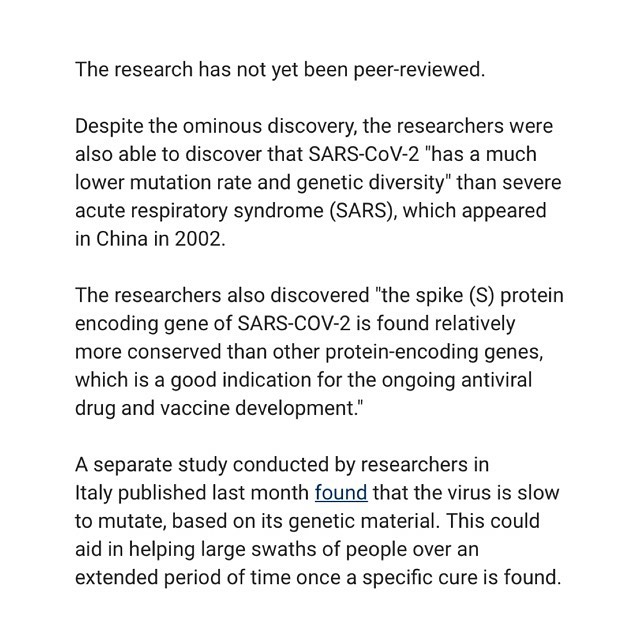 The research has not yet been peer-reviewed.
Despite the ominous discovery, the researchers were
also able to discover that SARS-CoV-2 "has a much
lower mutation rate and genetic diversity" than severe
acute respiratory syndrome (SARS), which appeared
in China in 2002.
The researchers also discovered "the spike (S) protein
encoding gene of SARS-COV-2 is found relatively
more conserved than other protein-encoding genes,
which is a good indication for the ongoing antiviral
drug and vaccine development."
A separate study conducted by researchers in
Italy published last month found that the virus is slow
to mutate, based on its genetic material. This could
aid in helping large swaths of people over an
extended period of time once a specific cure is found.